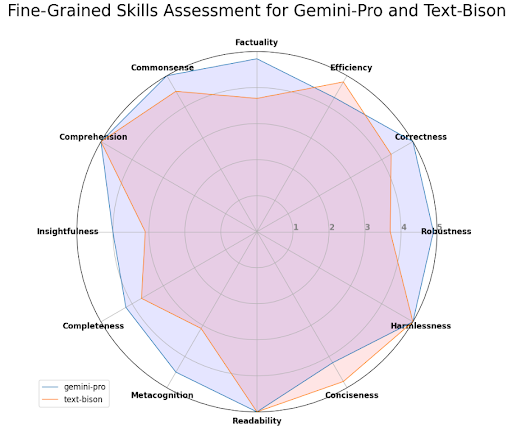 Fine-Grained Skills Assessment for Gemini-Pro and Text-Bison
Factuality
Commonsense
Efficiency
Comprehension
Correctness
Insightfulness
1 2 3 4 5
Robustness
Completeness
Harmlessness
Metacognition
Conciseness
Readability
gemini-pro
text-bison